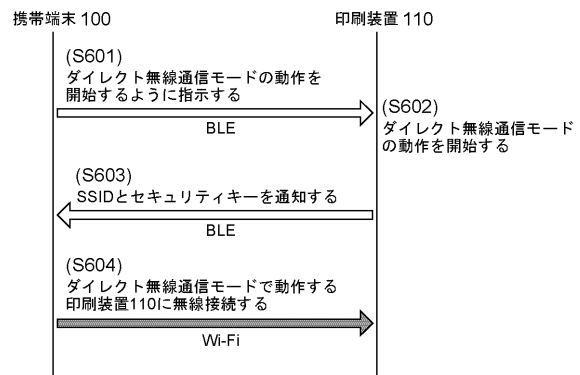 携帯端末 100
印刷装置 110
(S601)
ダイレクト無線通信モードの動作を
開始するように指示する
BLE
(S602)
ダイレクト無線通信モード
の動作を開始する
(S603)
SSIDとセキュリティキーを通知する
BLE
(S604)
ダイレクト無線通信モードで動作する
印刷装置110に無線接続する
Wi-Fi